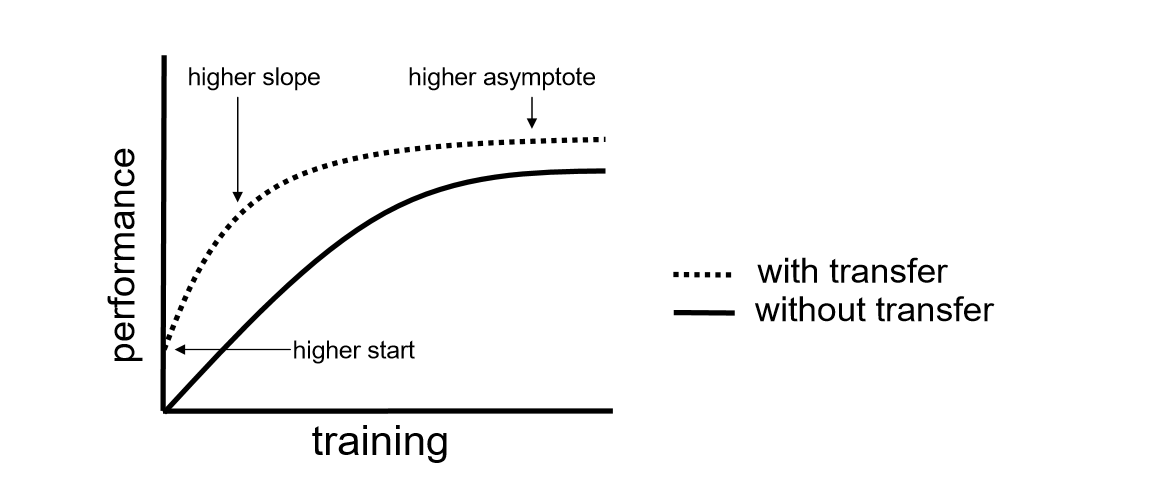 higher slope
higher asymptote
performance
higher start
training
with transfer
without transfer